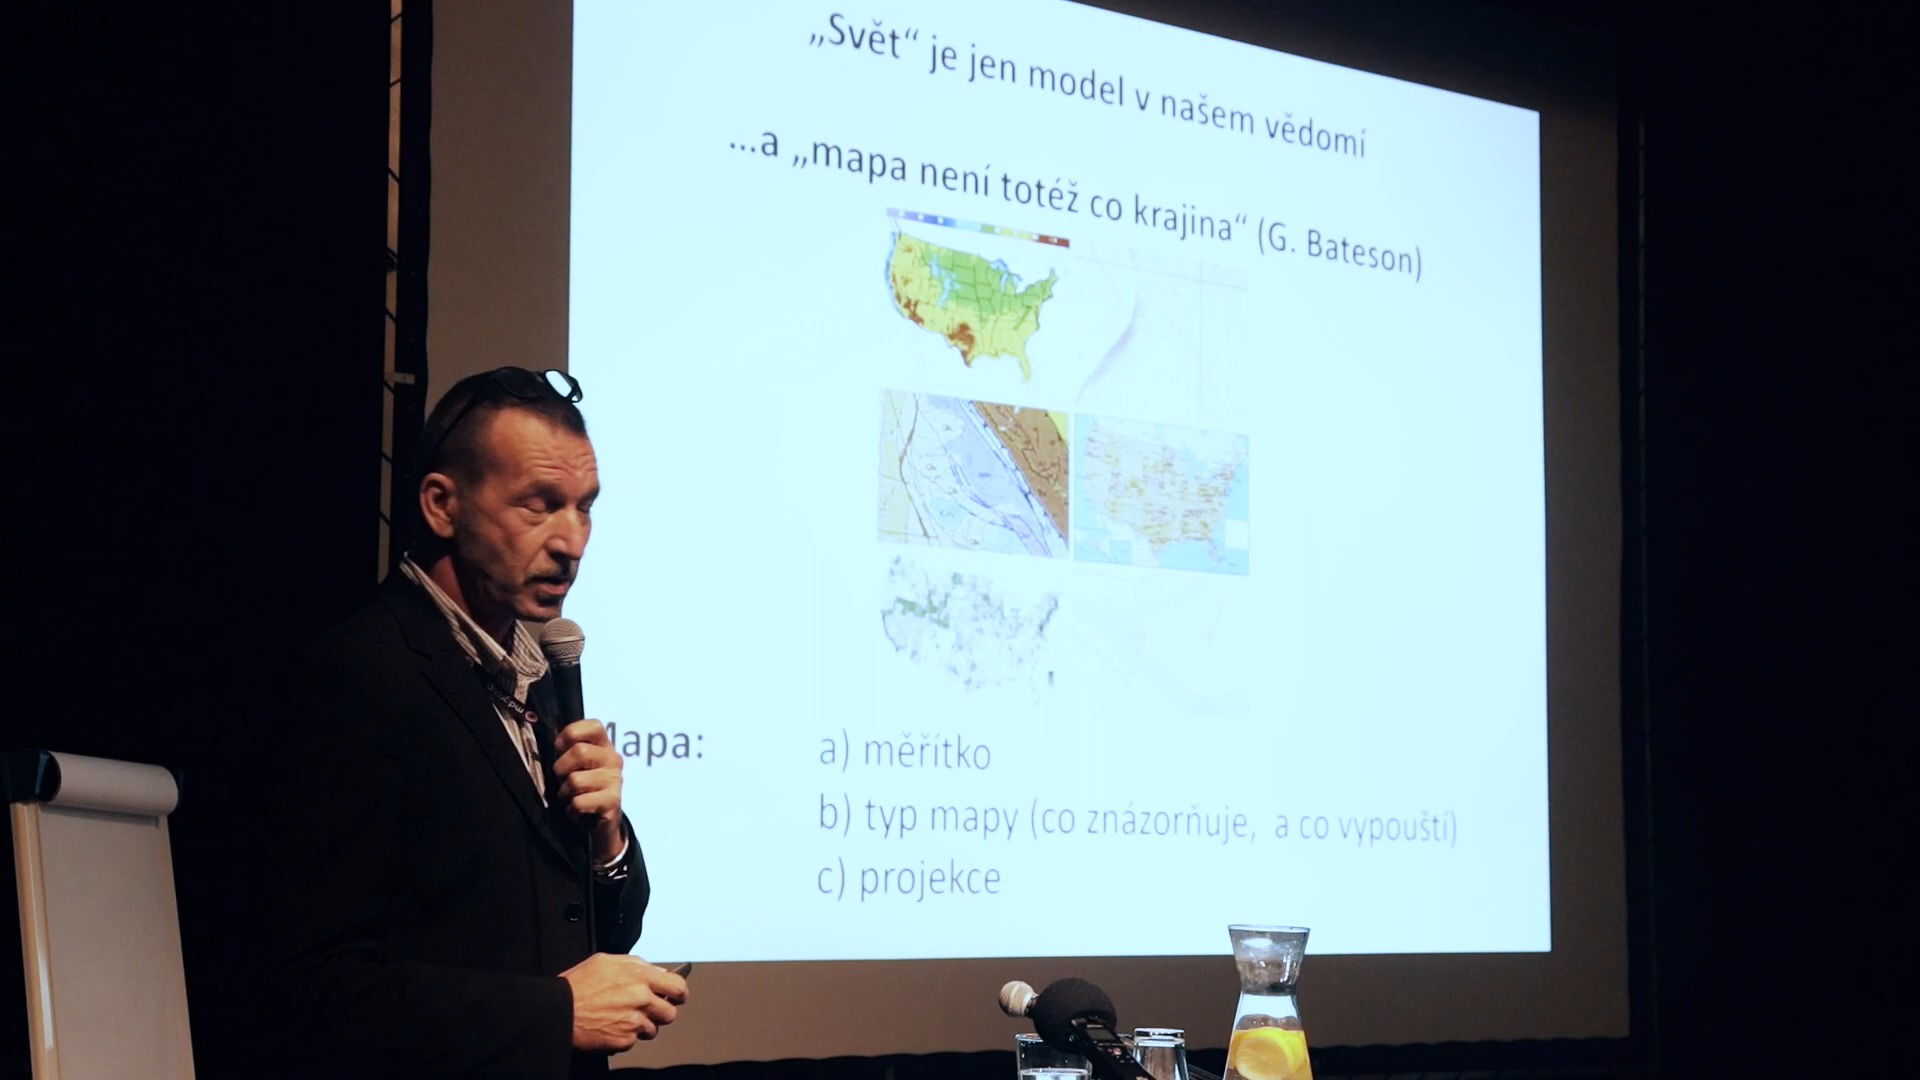 „Svět“ je jen model v našem vědomí
...a „mapa není totéž co krajina“ (G. Bateson)
Mapa:
a) měřítko
b) typ mapy (co znázorňuje, a co vypouští)
c) projekce